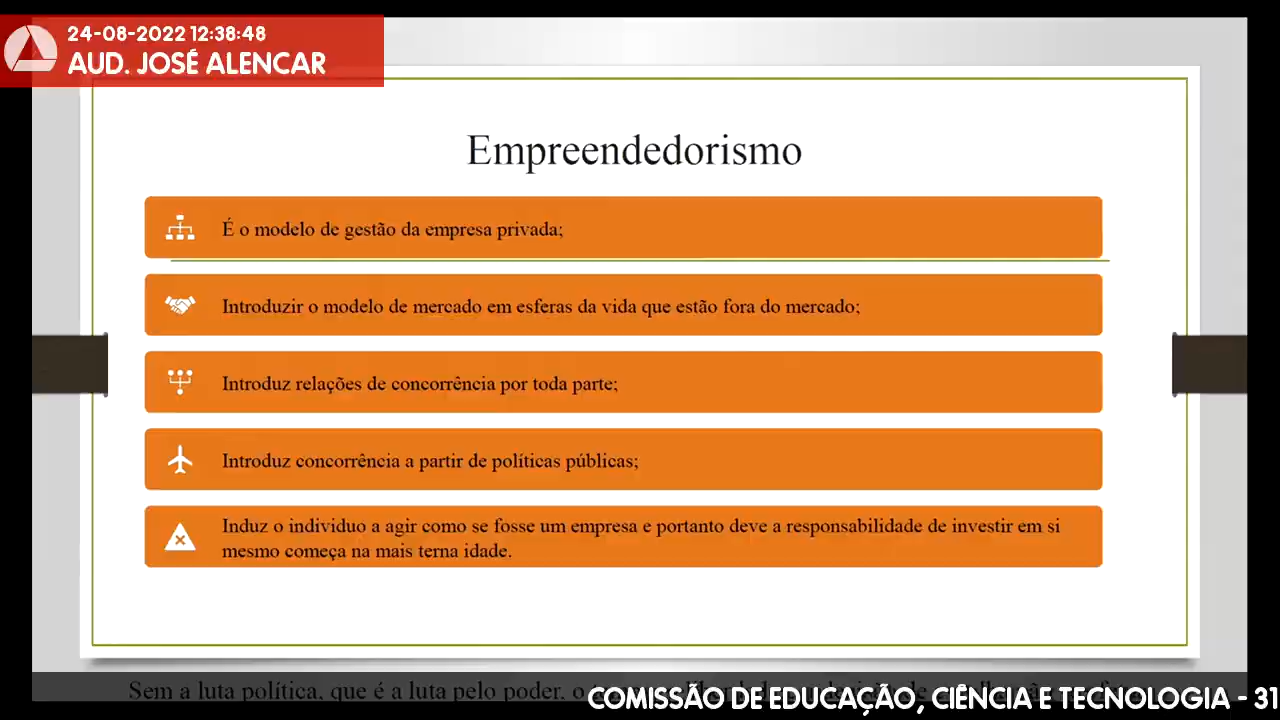 24-08-2022 12:38:48
AUD. JOSÉ ALENCAR
Empreendedorismo
É o modelo de gestão da empresa privada;
Introduzir o modelo de mercado em esferas da vida que estão fora do mercado;
Introduz relações de concorrência por toda parte;
Introduz concorrência a partir de políticas públicas;
Induz o individuo a agir como se fosse um empresa e portanto deve a responsabilidade de investir em si
mesmo começa na mais terna idade.
Sem a luta política, que é a luta pelo poder, o
COMISSÃO DE EDUCAÇÃO, CIÊNCIA E TECNOLOGIA - 31